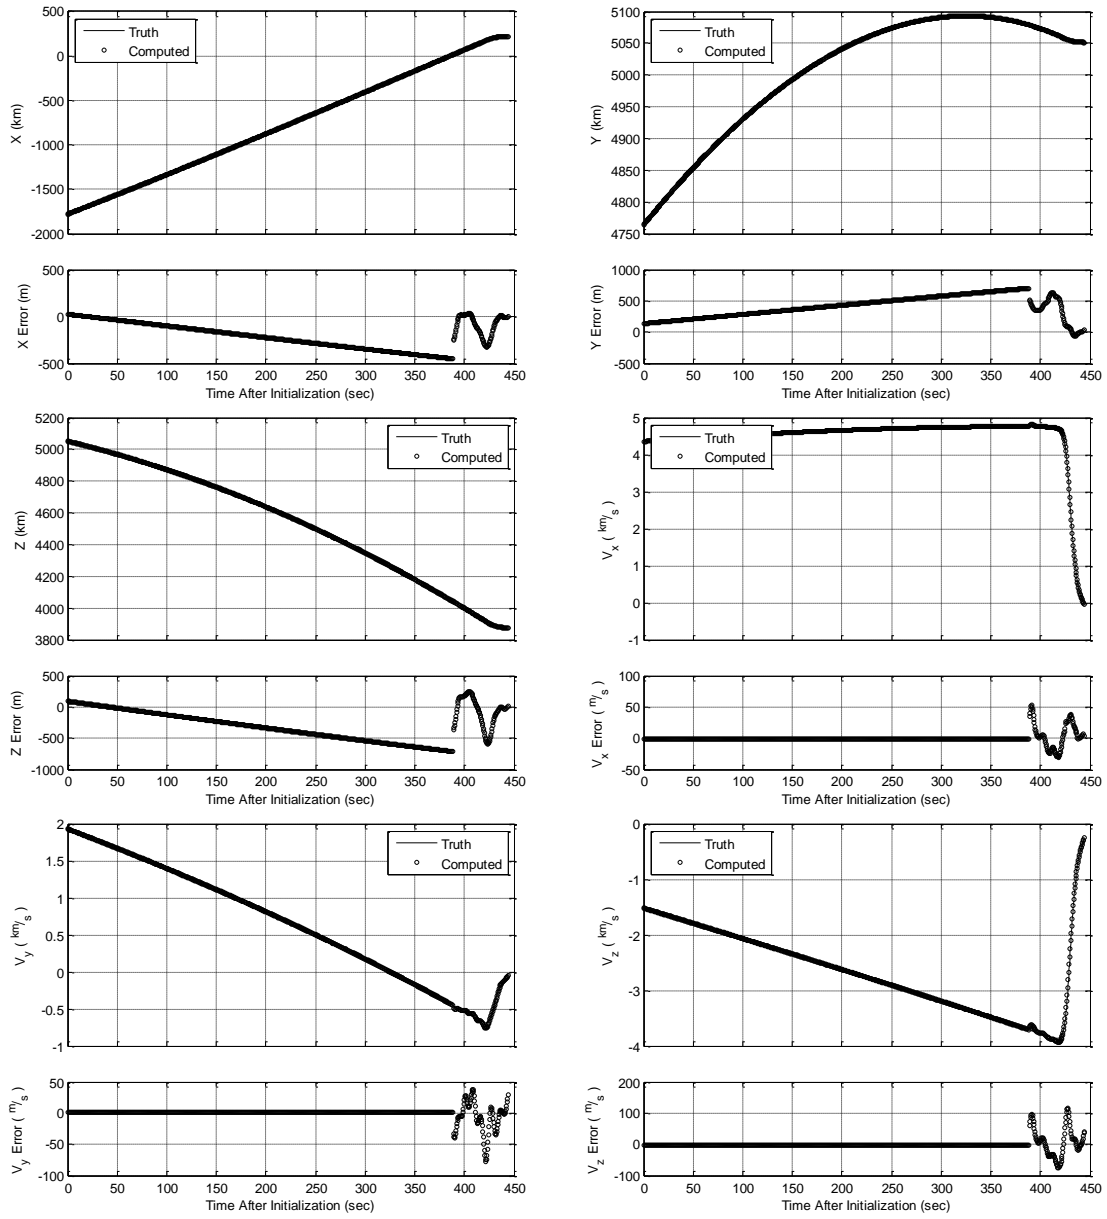 500
0
-500
-1000
-1500
-2000
X (km)
Truth
Computed
5100
5050
5000
4950
4900
4850
4800
4750
Y (km)
Truth
Computed
500
0
-500
X Error (m)
0 50 100 150 200 250 300 350 400 450
Time After Initialization (sec)
1000
500
0
-500
Y Error (m)
0 50 100 150 200 250 300 350 400 450
Time After Initialization (sec)
5200
5000
4800
4600
4400
4200
4000
3800
Z (km)
Truth
Computed
5
4
3
2
1
0
-1
Vx ( km/s )
Truth
Computed
500
0
-500
-1000
Z Error (m)
0 50 100 150 200 250 300 350 400 450
Time After Initialization (sec)
100
50
0
-50
Vx Error ( m/s )
0 50 100 150 200 250 300 350 400 450
Time After Initialization (sec)
2
1.5
1
0.5
0
-0.5
-1
Vy ( km/s )
Truth
Computed
0
-1
-2
-3
-4
Vz ( km/s )
Truth
Computed
50
0
-50
-100
Vy Error ( m/s )
0 50 100 150 200 250 300 350 400 450
Time After Initialization (sec)
200
100
0
-100
Vz Error ( m/s )
0 50 100 150 200 250 300 350 400 450
Time After Initialization (sec)